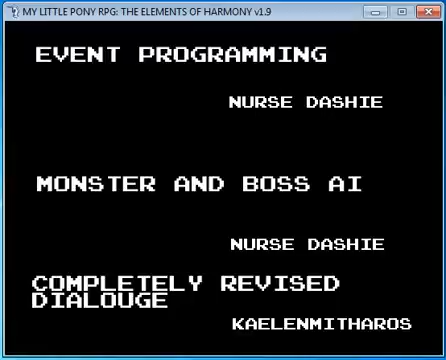 MY LITTLE PONY RPG: THE ELEMENTS OF HARMONY v1.9
EVENT PROGRAMMING
NURSE DASHIE
MONSTER AND BOSS AI
NURSE DASHIE
COMPLETELY REVISED
DIALOUGE
KAELENMITHAROS